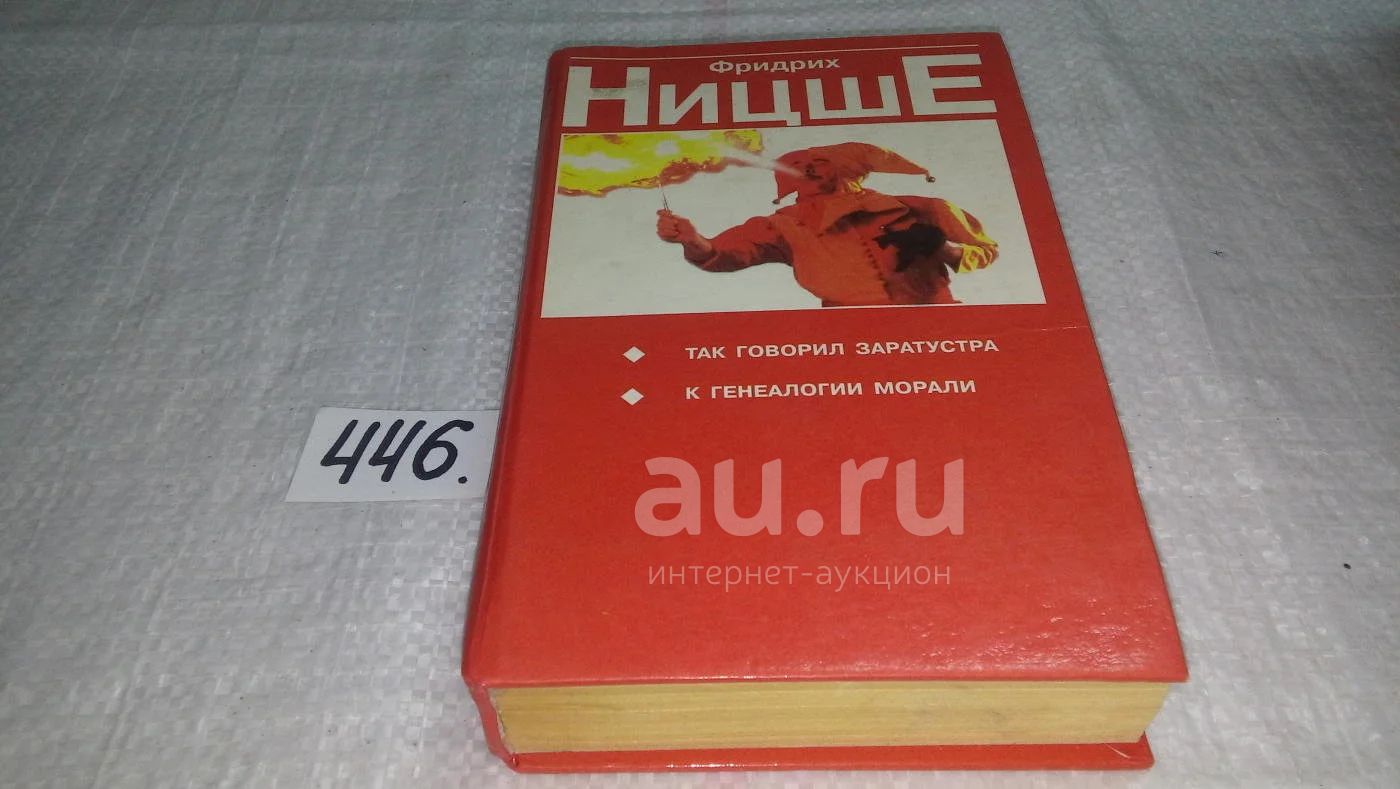 Фридрих
НИЦШЕ
ТАК ГОВОРИЛ ЗАРАТУСТРА
К ГЕНЕАЛОГИИ МОРАЛИ
446.
au.ru
интернет-аукцион